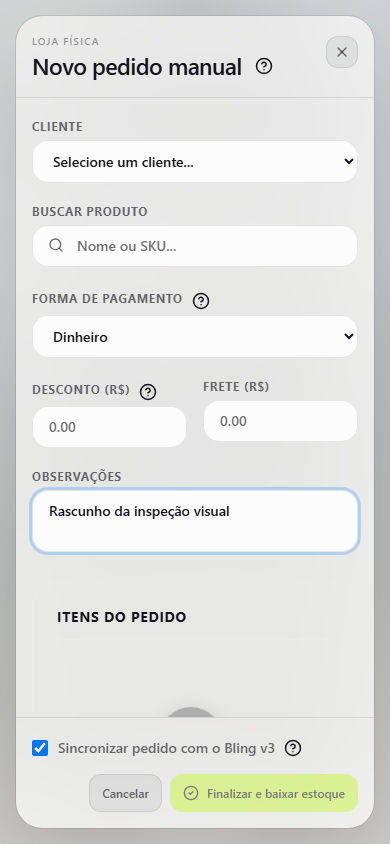 LOJA FÍSICA
Novo pedido manual
CLIENTE
Selecione um cliente...
BUSCAR PRODUTO
Nome ou SKU...
FORMA DE PAGAMENTO
Dinheiro
DESCONTO (R$) FRETE (R$)
0.00 0.00
OBSERVAÇÕES
Rascunho da inspeção visual
ITENS DO PEDIDO
Sincronizar pedido com o Bling v3
Cancelar Finalizar e baixar estoque